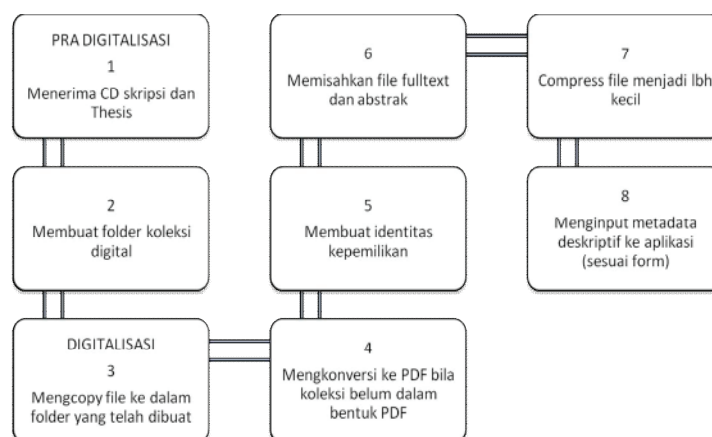 PRA DIGITALISASI
1
Menerima CD skripsi dan
Thesis
2
Membuat folder koleksi
digital
DIGITALISASI
3
Mengcopy file ke dalam
folder yang telah dibuat
4
Mengkonversi ke PDF bila
koleksi belum dalam
bentuk PDF
5
Membuat identitas
kepemilikan
6
Memisahkan file fulltext
dan abstrak
7
Compress file menjadi lbh
kecil
8
Menginput metadata
deskriptif ke aplikasi
(sesuai form)